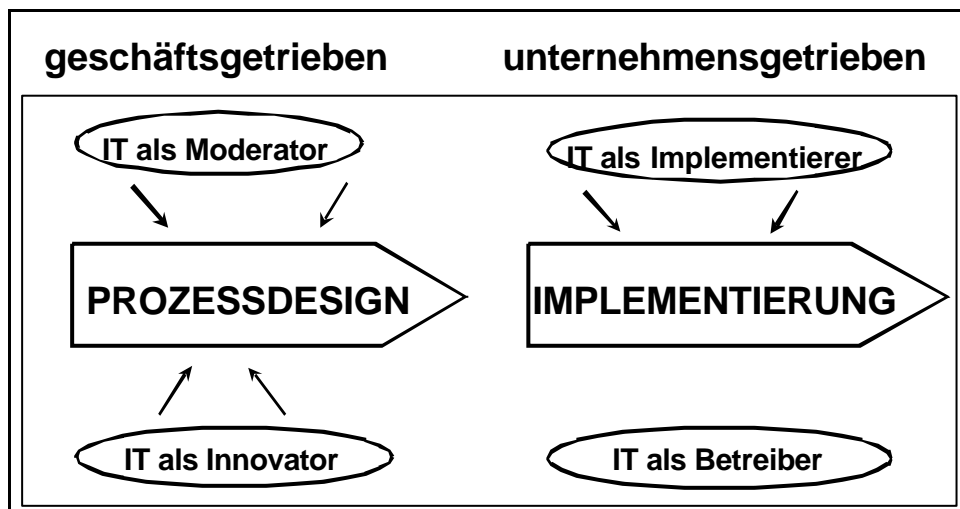 geschäftsgetrieben
unternehmensgetrieben
IT als Moderator
IT als Implementierer
PROZESSDESIGN
IMPLEMENTIERUNG
IT als Innovator
IT als Betreiber